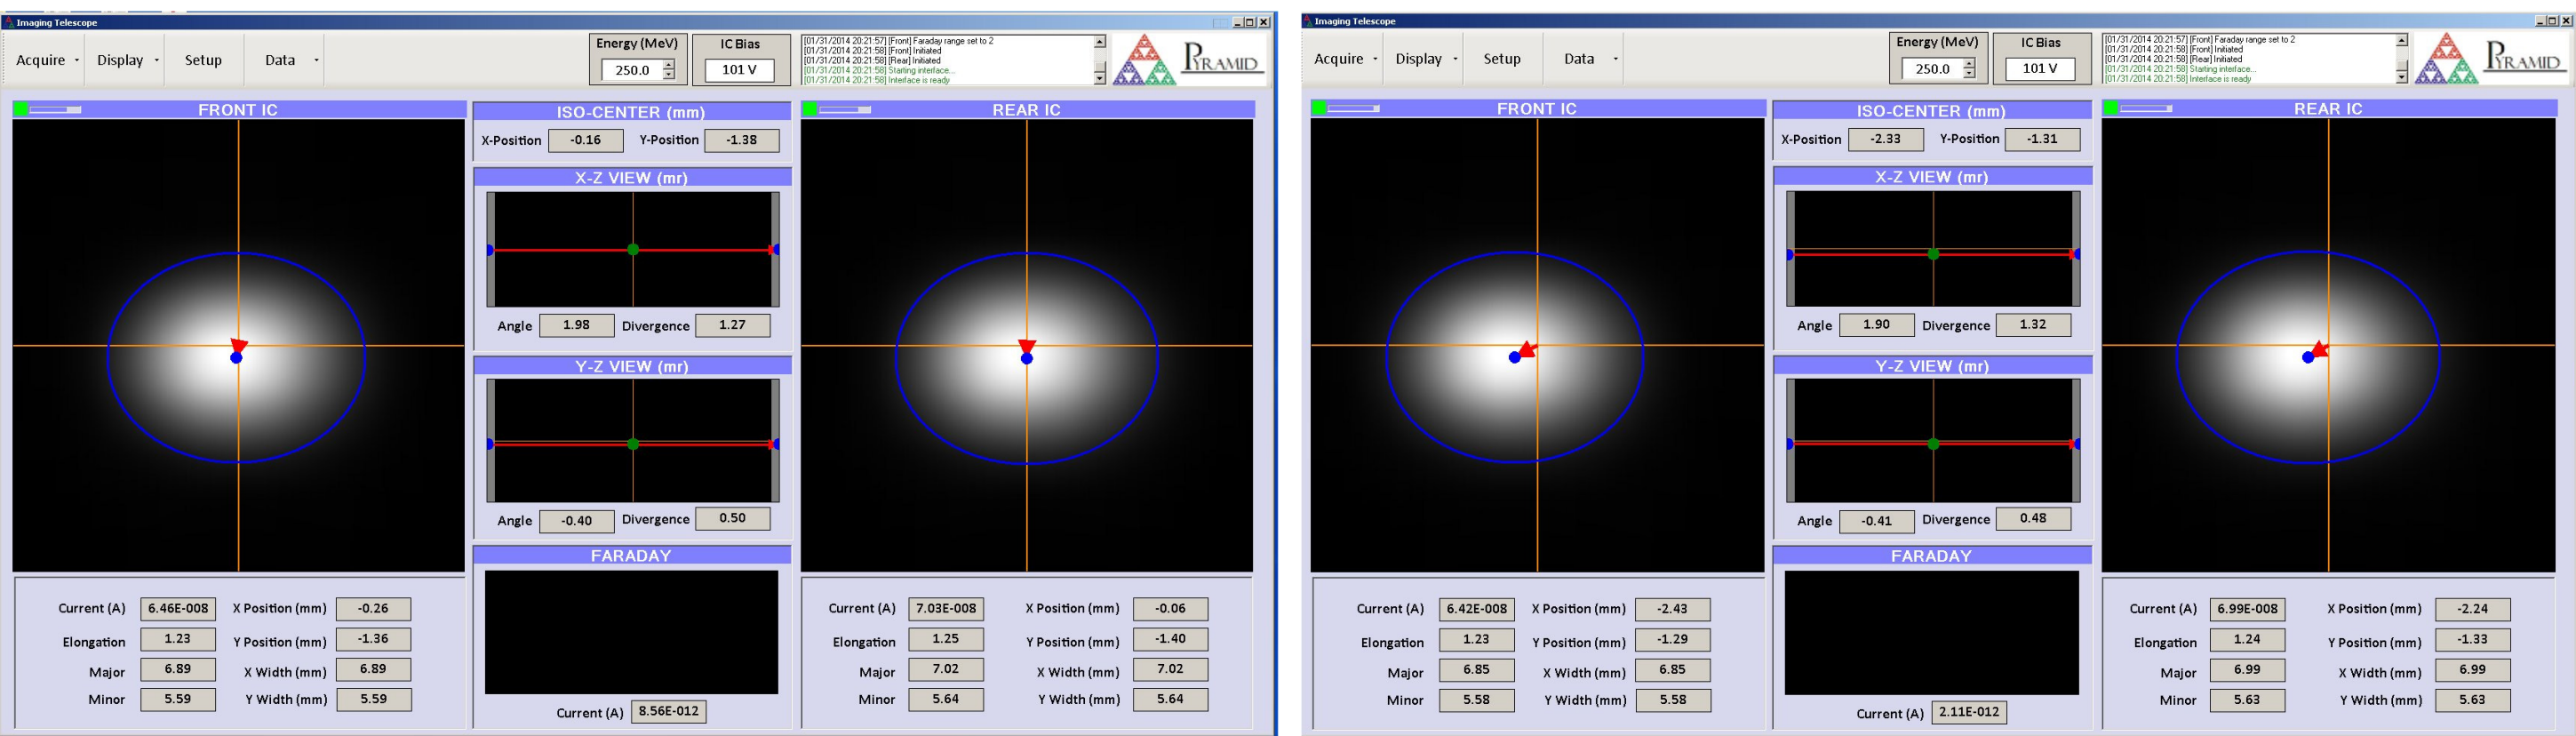 Imaging Telescope
Acquire Display Setup Data
Energy (MeV)
250.0
IC Bias
101 V
[01/31/2014 20:21:57] [Front] Faraday range set to 2
[01/31/2014 20:21:58] [Front] Initiated
[01/31/2014 20:21:58] [Rear] Initiated
[01/31/2014 20:21:58] Starting interface...
[01/31/2014 20:21:58] Interface is ready
PYRAMID
FRONT IC
Current (A) 6.46E-008 X Position (mm) -0.26
Elongation 1.23 Y Position (mm) -1.36
Major 6.89 X Width (mm) 6.89
Minor 5.59 Y Width (mm) 5.59
ISO-CENTER (mm)
X-Position -0.16 Y-Position -1.38
X-Z VIEW (mr)
Angle 1.98 Divergence 1.27
Y-Z VIEW (mr)
Angle -0.40 Divergence 0.50
FARADAY
Current (A) 8.56E-012
REAR IC
Current (A) 7.03E-008 X Position (mm) -0.06
Elongation 1.25 Y Position (mm) -1.40
Major 7.02 X Width (mm) 7.02
Minor 5.64 Y Width (mm) 5.64
Imaging Telescope
Acquire Display Setup Data
Energy (MeV)
250.0
IC Bias
101 V
[01/31/2014 20:21:57] [Front] Faraday range set to 2
[01/31/2014 20:21:58] [Front] Initiated
[01/31/2014 20:21:58] [Rear] Initiated
[01/31/2014 20:21:58] Starting interface...
[01/31/2014 20:21:58] Interface is ready
PYRAMID
FRONT IC
Current (A) 6.42E-008 X Position (mm) -2.43
Elongation 1.23 Y Position (mm) -1.29
Major 6.85 X Width (mm) 6.85
Minor 5.58 Y Width (mm) 5.58
ISO-CENTER (mm)
X-Position -2.33 Y-Position -1.31
X-Z VIEW (mr)
Angle 1.90 Divergence 1.32
Y-Z VIEW (mr)
Angle -0.41 Divergence 0.48
FARADAY
Current (A) 2.11E-012
REAR IC
Current (A) 6.99E-008 X Position (mm) -2.24
Elongation 1.24 Y Position (mm) -1.33
Major 6.99 X Width (mm) 6.99
Minor 5.63 Y Width (mm) 5.63